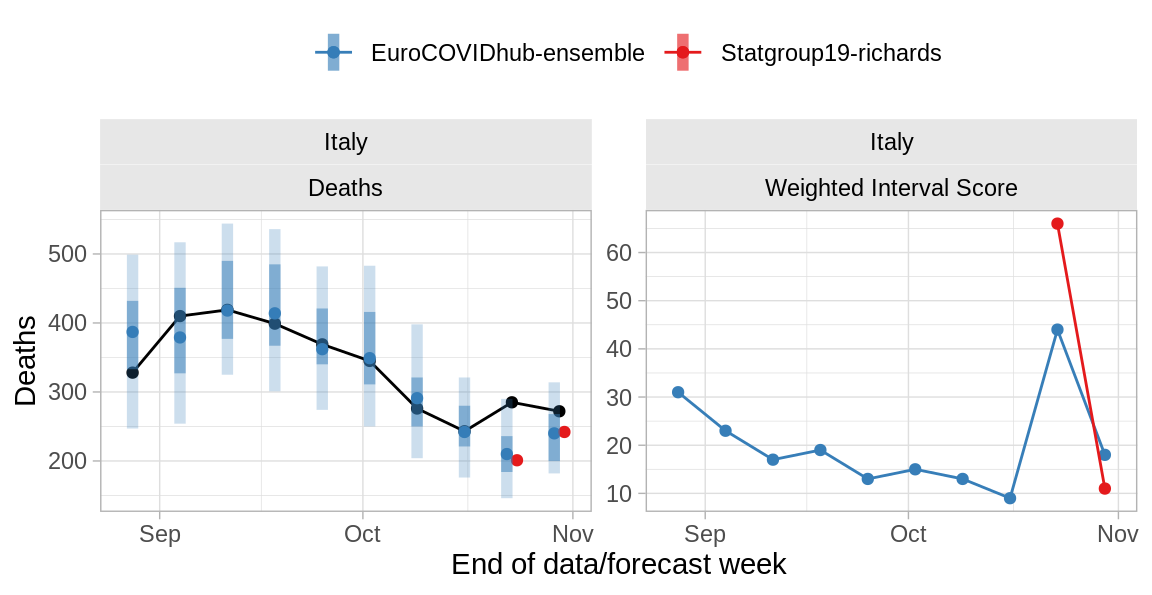 EuroCOVIDhub-ensemble Statgroup19-richards
Italy Italy
Deaths Weighted Interval Score
Deaths
500
400
300
200
60
50
40
30
20
10
Sep Oct Nov Sep Oct Nov
End of data/forecast week